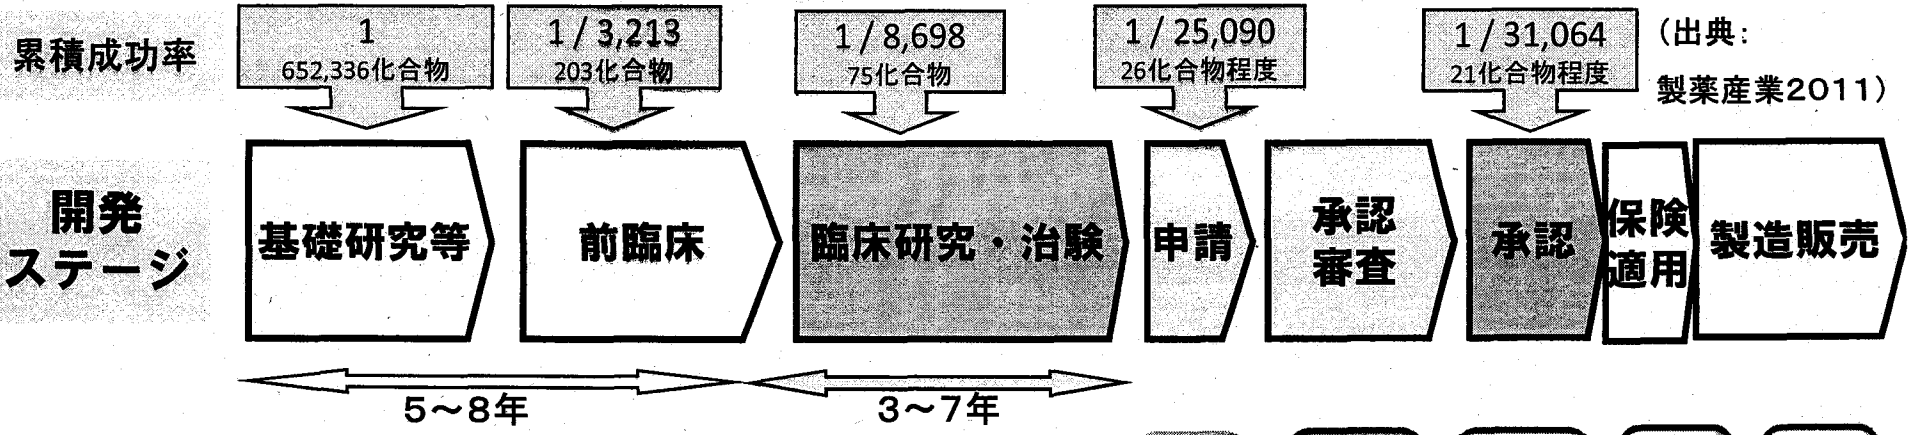 累積成功率
1
652,336化合物
1 / 3,213
203化合物
1 / 8,698
75化合物
1 / 25,090
26化合物程度
1 / 31,064
21化合物程度
（出典：
製薬産業2011）
開発
ステージ
基礎研究等
前臨床
臨床研究・治験
申請
承認
審査
承認
保険
適用
製造販売
5～8年
3～7年